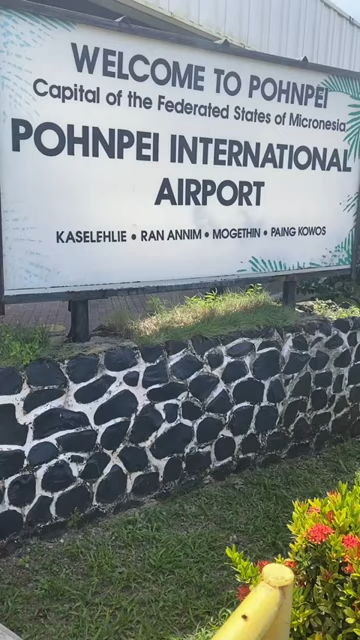 WELCOME TO POHNPEI
Capital of the Federated States of Micronesia
POHNPEI INTERNATIONAL
AIRPORT
KASELEHLIE • RAN ANNIM • MOGETHIN • PAING KOWOS